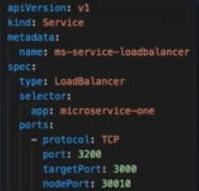 apiVersion: v1
kind: Service
metadata:
  name: ms-service-loadbalancer
spec:
  type: LoadBalancer
  selector:
    app: microservice-one
  ports:
    - protocol: TCP
      port: 3200
      targetPort: 3000
      nodePort: 30010